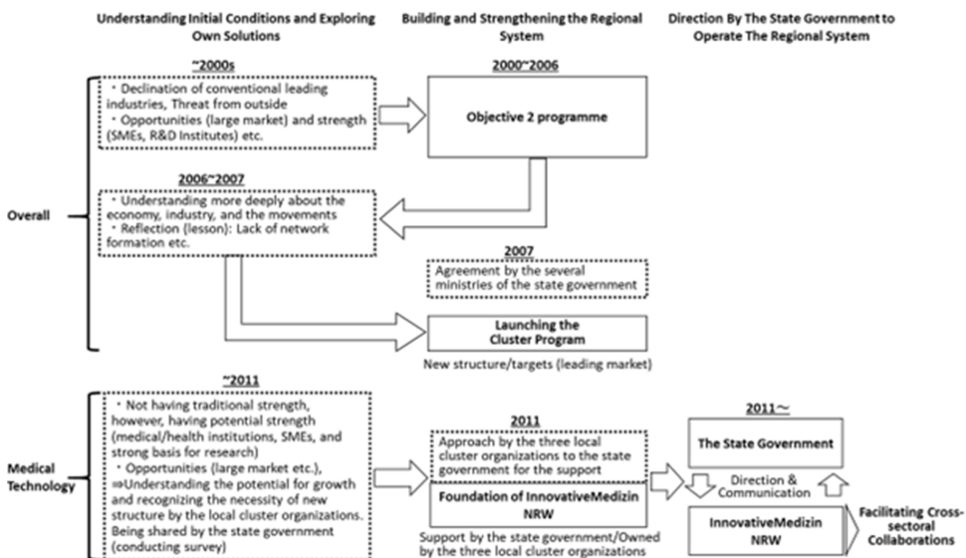 Understanding Initial Conditions and Exploring
Own Solutions
Building and Strengthening the Regional
System
Direction By The State Government to
Operate The Regional System
Overall
~2000s
・Declination of conventional leading
industries, Threat from outside
・Opportunities (large market) and strength
(SMEs, R&D Institutes) etc.
2000~2006
Objective 2 programme
2006~2007
・Understanding more deeply about the
economy, industry, and the movements
・Reflection (lesson): Lack of network
formation etc.
2007
Agreement by the several
ministries of the state government
Launching the
Cluster Program
New structure/targets (leading market)
Medical
Technology
~2011
・Not having traditional strength,
however, having potential strength
(medical/health institutions, SMEs, and
strong basis for research)
・Opportunities (large market etc.),
⇒Understanding the potential for growth
and recognizing the necessity of new
structure by the local cluster organizations.
Being shared by the state government
(conducting survey)
2011
Approach by the three local
cluster organizations to the state
government for the support
Foundation of InnovativeMedizin
NRW
Support by the state government/Owned
by the three local cluster organizations
2011～
The State Government
Direction &
Communication
InnovativeMedizin
NRW
Facilitating Cross-
sectoral
Collaborations